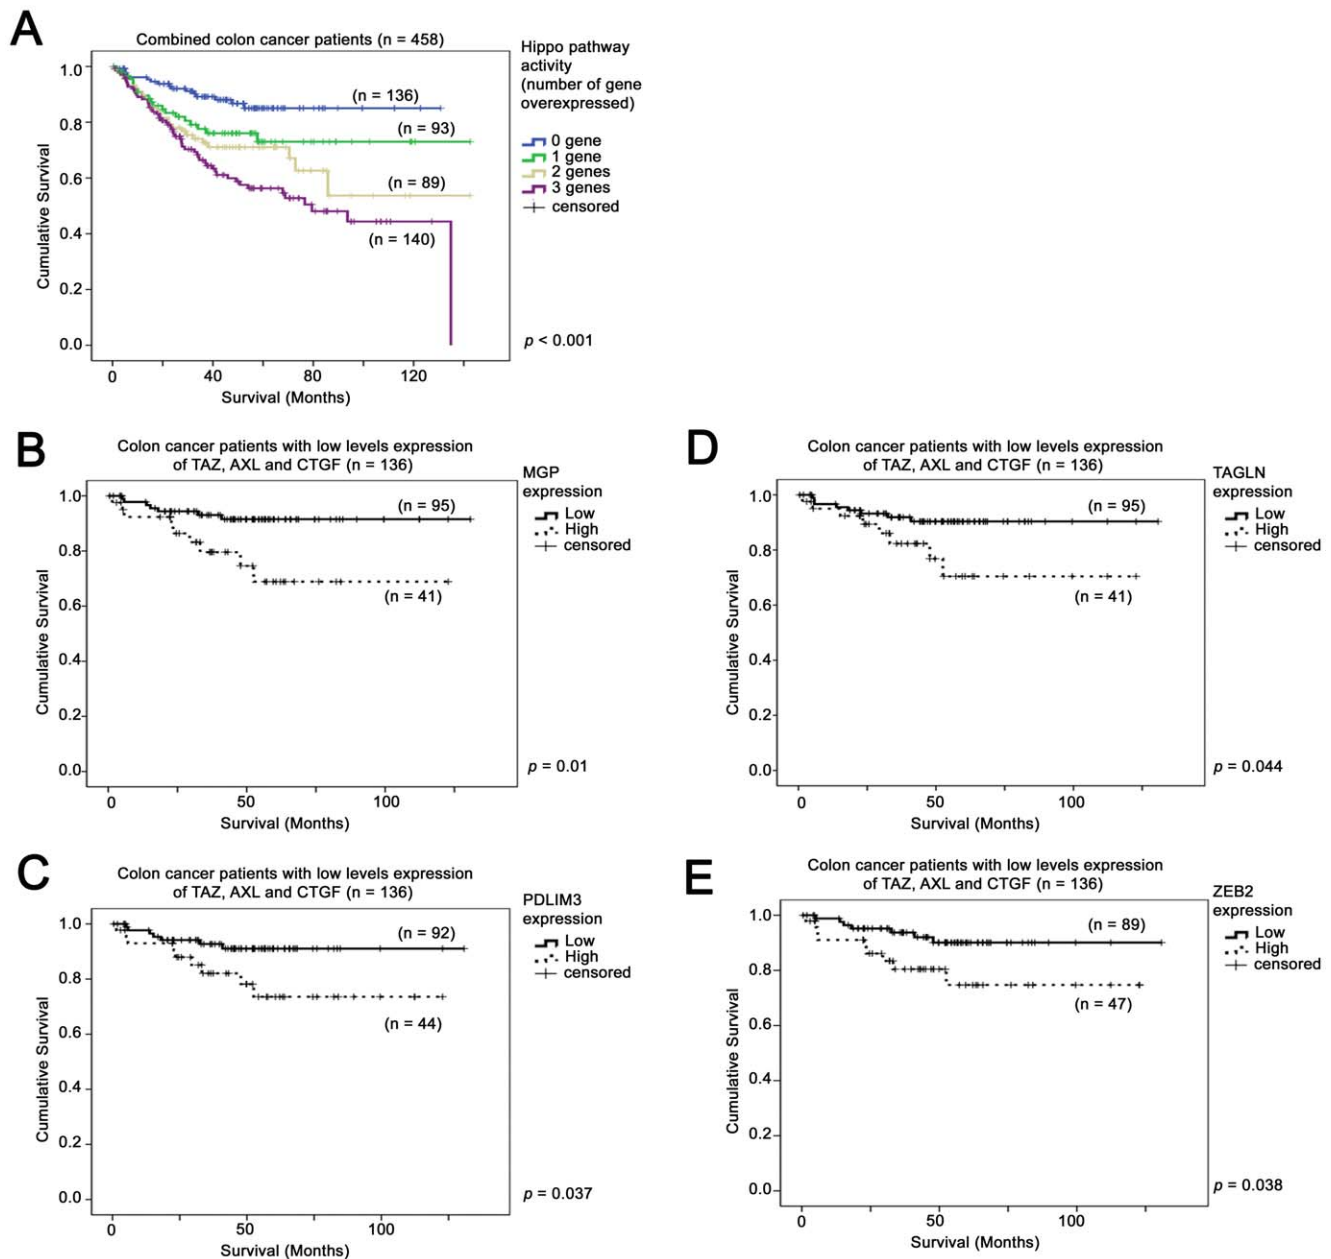 A
Combined colon cancer patients (n = 458)
Hippo pathway
activity
(number of gene
overexpressed)
0 gene
1 gene
2 genes
3 genes
censored
(n = 136)
(n = 93)
(n = 89)
(n = 140)
1.0
0.8
0.6
0.4
0.2
0.0
Cumulative Survival
0 40 80 120
Survival (Months)
p < 0.001
B
Colon cancer patients with low levels expression
of TAZ, AXL and CTGF (n = 136)
MGP
expression
Low
High
censored
(n = 95)
(n = 41)
1.0
0.8
0.6
0.4
0.2
0.0
Cumulative Survival
0 50 100
Survival (Months)
p = 0.01
D
Colon cancer patients with low levels expression
of TAZ, AXL and CTGF (n = 136)
TAGLN
expression
Low
High
censored
(n = 95)
(n = 41)
1.0
0.8
0.6
0.4
0.2
0.0
Cumulative Survival
0 50 100
Survival (Months)
p = 0.044
C
Colon cancer patients with low levels expression
of TAZ, AXL and CTGF (n = 136)
PDLIM3
expression
Low
High
censored
(n = 92)
(n = 44)
1.0
0.8
0.6
0.4
0.2
0.0
Cumulative Survival
0 50 100
Survival (Months)
p = 0.037
E
Colon cancer patients with low levels expression
of TAZ, AXL and CTGF (n = 136)
ZEB2
expression
Low
High
censored
(n = 89)
(n = 47)
1.0
0.8
0.6
0.4
0.2
0.0
Cumulative Survival
0 50 100
Survival (Months)
p = 0.038